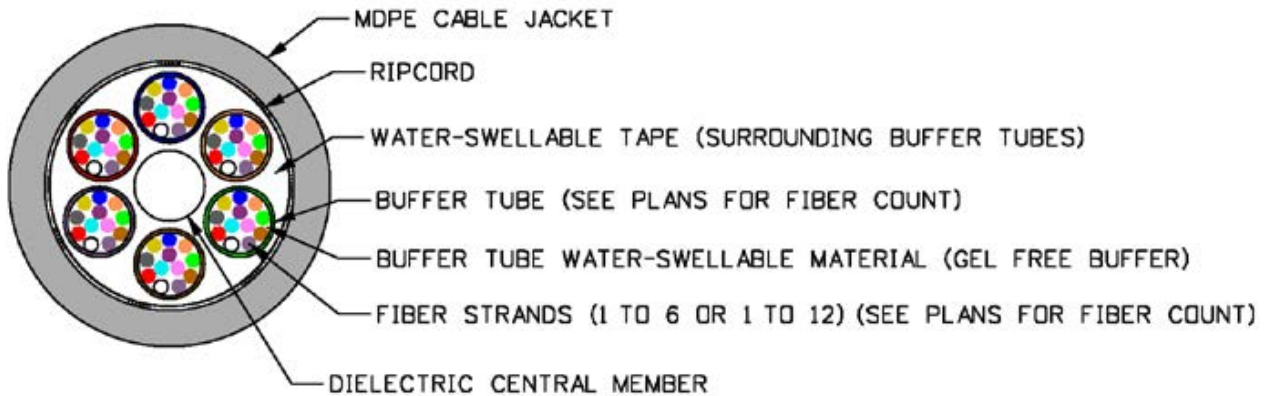 MDPE CABLE JACKET
RIPCORD
WATER-SWELLABLE TAPE (SURROUNDING BUFFER TUBES)
BUFFER TUBE (SEE PLANS FOR FIBER COUNT)
BUFFER TUBE WATER-SWELLABLE MATERIAL (GEL FREE BUFFER)
FIBER STRANDS (1 TO 6 OR 1 TO 12) (SEE PLANS FOR FIBER COUNT)
DIELECTRIC CENTRAL MEMBER